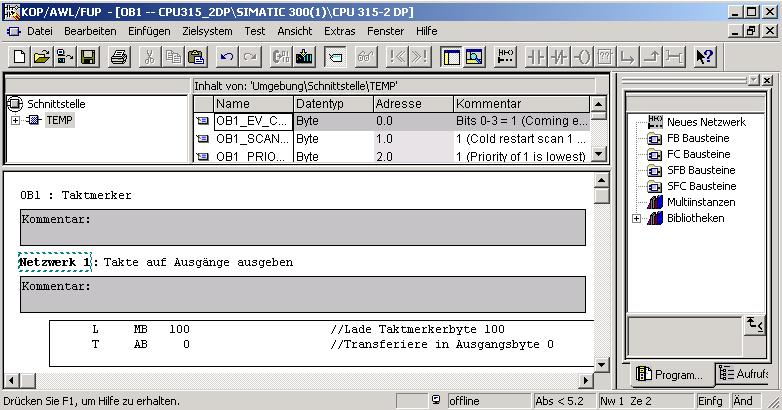 KOP/AWL/FUP - [OB1 -- CPU315_2DP\SIMATIC 300(1)\CPU 315-2 DP]
Datei Bearbeiten Einfügen Zielsystem Test Ansicht Extras Fenster Hilfe
Inhalt von: 'Umgebung\Schnittstelle\TEMP'
Schnittstelle
TEMP
Name Datentyp Adresse Kommentar
OB1_EV_C... Byte 0.0 Bits 0-3 = 1 (Coming e...
OB1_SCAN... Byte 1.0 1 (Cold restart scan 1 ...
OB1_PRIO... Byte 2.0 1 (Priority of 1 is lowest)
Neues Netzwerk
FB Bausteine
FC Bausteine
SFB Bausteine
SFC Bausteine
Multiinstanzen
Bibliotheken
OB1 : Taktmerker
Kommentar:
Netzwerk 1: Takte auf Ausgänge ausgeben
Kommentar:
L MB 100 //Lade Taktmerkerbyte 100
T AB 0 //Transferiere in Ausgangsbyte 0
Program... Aufrufs
Drücken Sie F1, um Hilfe zu erhalten. offline Abs < 5.2 Nw 1 Ze 2 Einfg Änd